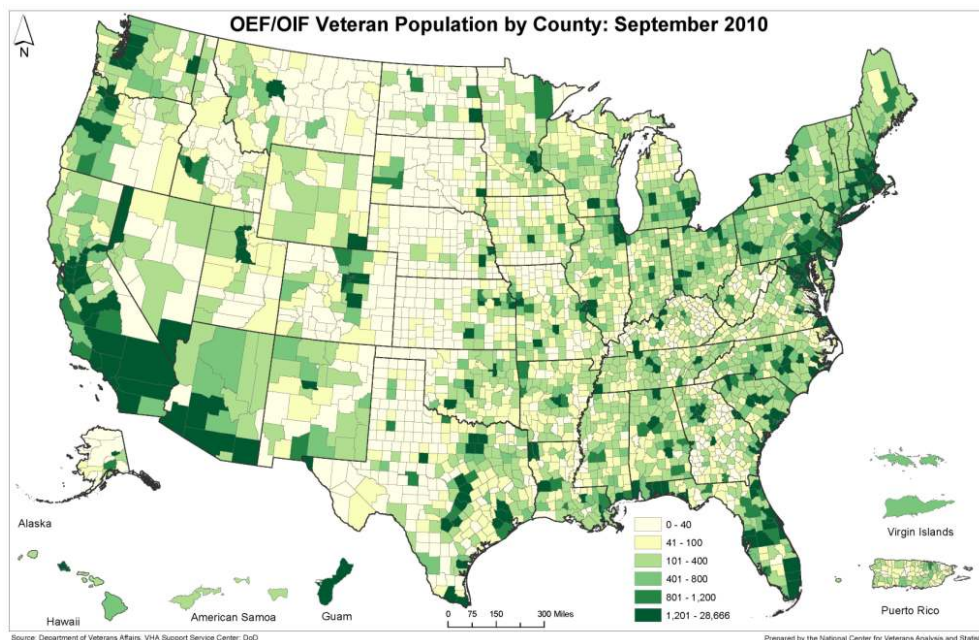 OEF/OIF Veteran Population by County: September 2010
N
Alaska
Hawaii
American Samoa
Guam
0 - 40
41 - 100
101 - 400
401 - 800
801 - 1,200
1,201 - 28,666
0 75 150 300 Miles
Virgin Islands
Puerto Rico
Source: Department of Veterans Affairs, VHA Support Service Center; DoD
Prepared by the National Center for Veterans Analysis and Statis